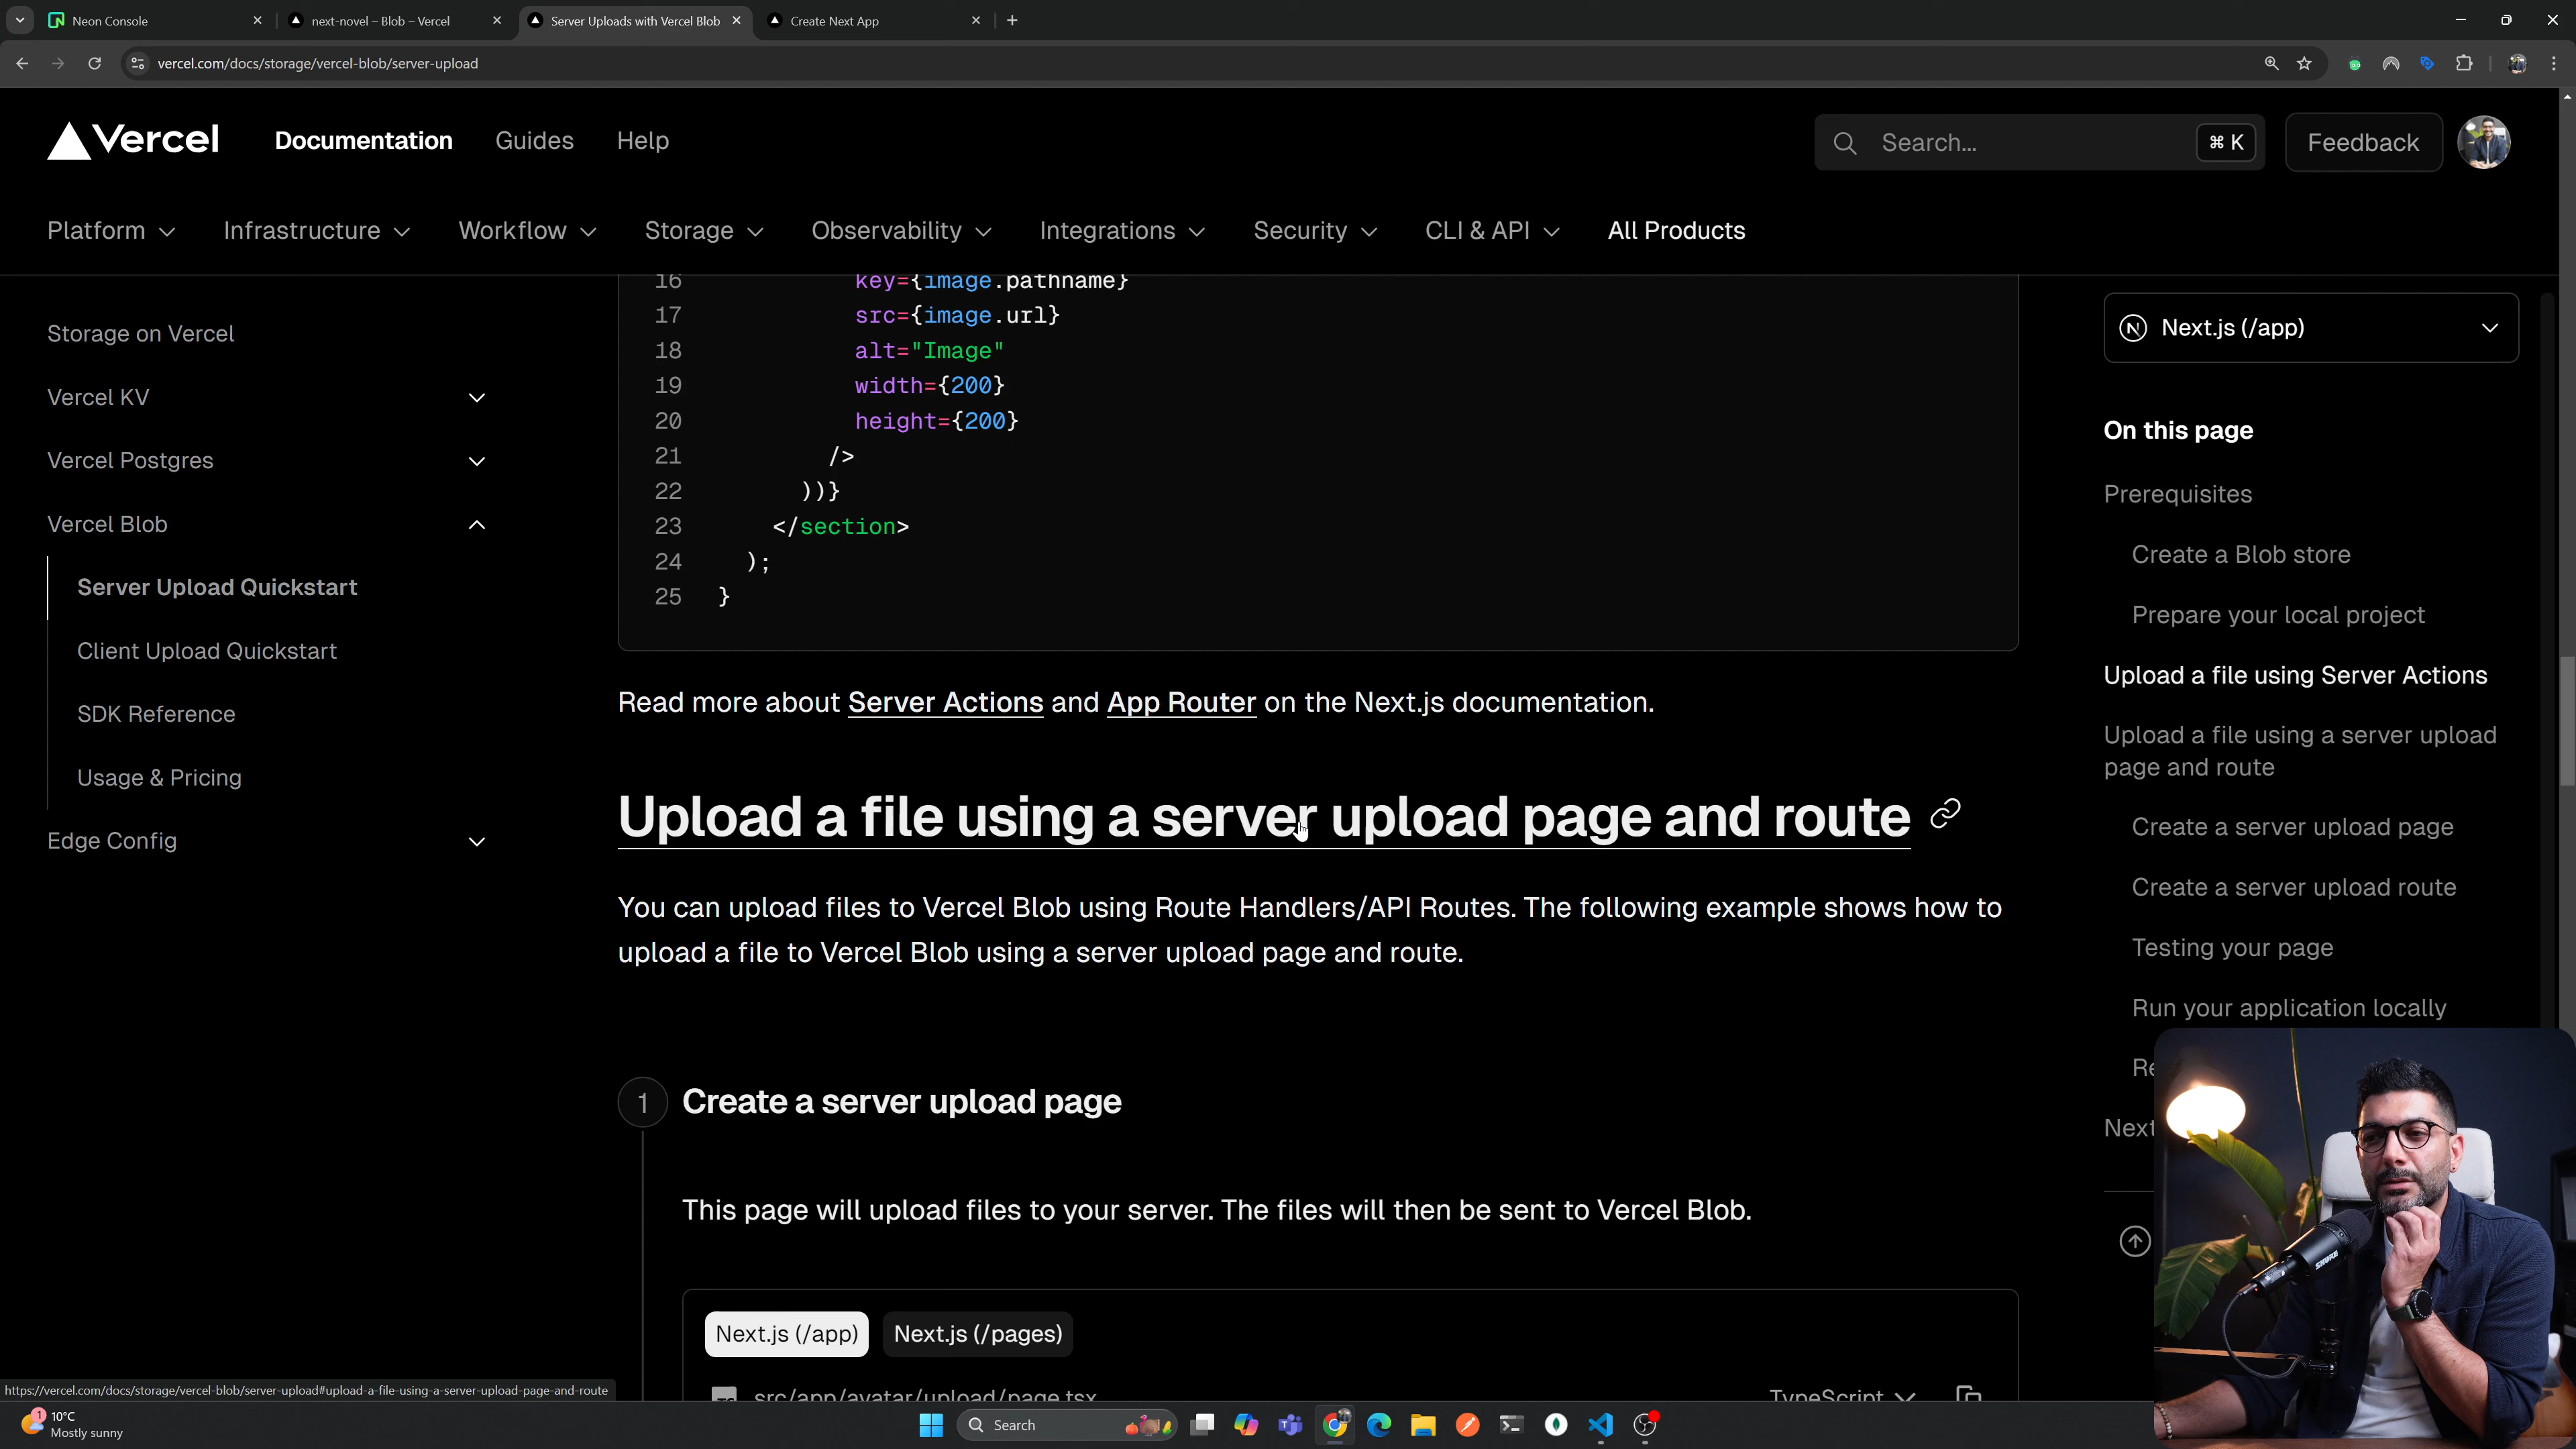 Neon Console
next-novel – Blob – Vercel
Server Uploads with Vercel Blob
Create Next App
vercel.com/docs/storage/vercel-blob/server-upload
Vercel
Documentation
Guides
Help
Search...
⌘ K
Feedback
Platform
Infrastructure
Workflow
Storage
Observability
Integrations
Security
CLI & API
All Products
Storage on Vercel
Vercel KV
Vercel Postgres
Vercel Blob
Server Upload Quickstart
Client Upload Quickstart
SDK Reference
Usage & Pricing
Edge Config
16 key={image.pathname}
17 src={image.url}
18 alt="Image"
19 width={200}
20 height={200}
21 />
22 ))}
23 </section>
24 );
25 }
Read more about Server Actions and App Router on the Next.js documentation.
Upload a file using a server upload page and route
You can upload files to Vercel Blob using Route Handlers/API Routes. The following example shows how to
upload a file to Vercel Blob using a server upload page and route.
1 Create a server upload page
This page will upload files to your server. The files will then be sent to Vercel Blob.
Next.js (/app)
Next.js (/pages)
src/app/avatar/upload/page.tsx
TypeScript
Next.js (/app)
On this page
Prerequisites
Create a Blob store
Prepare your local project
Upload a file using Server Actions
Upload a file using a server upload
page and route
Create a server upload page
Create a server upload route
Testing your page
Run your application locally
Re
Next
https://vercel.com/docs/storage/vercel-blob/server-upload#upload-a-file-using-a-server-upload-page-and-route
1
10°C
Mostly sunny
Search
SHURE